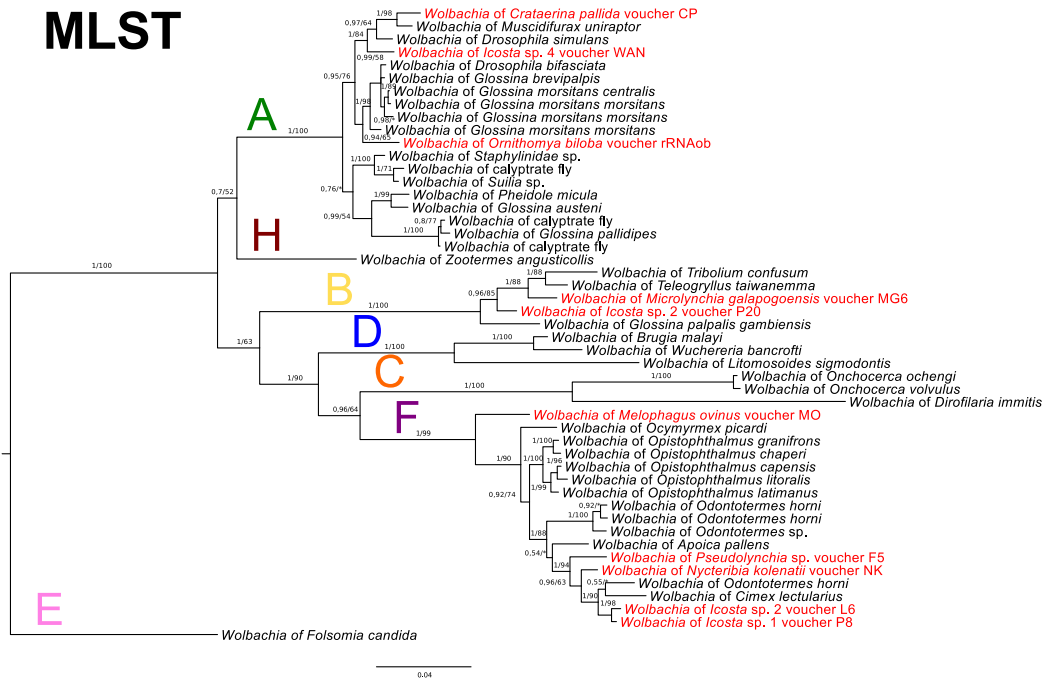 MLST
1/98
Wolbachia of Crataerina pallida voucher CP
0,97/64
Wolbachia of Muscidifurax uniraptor
1/84
Wolbachia of Drosophila simulans
Wolbachia of Icosta sp. 4 voucher WAN
0,99/58
Wolbachia of Drosophila bifasciata
0,95/76
Wolbachia of Glossina brevipalpis
Wolbachia of Glossina morsitans centralis
1/98
Wolbachia of Glossina morsitans morsitans
A
Wolbachia of Glossina morsitans morsitans
0,98/*
Wolbachia of Glossina morsitans morsitans
1/100
0,94/65
Wolbachia of Ornithomya biloba voucher rRNAob
Wolbachia of Staphylinidae sp.
1/100
Wolbachia of calyptrate fly
1/71
Wolbachia of Suilia sp.
0,7/52
0,76/*
Wolbachia of Pheidole micula
1/99
Wolbachia of Glossina austeni
0,99/54
Wolbachia of calyptrate fly
0,8/77
H
Wolbachia of Glossina pallidipes
1/100
Wolbachia of calyptrate fly
Wolbachia of Zootermes angusticollis
1/100
Wolbachia of Tribolium confusum
1/88
Wolbachia of Teleogryllus taiwanemma
1/88
B
0,96/85
Wolbachia of Microlynchia galapogoensis voucher MG6
1/100
Wolbachia of Icosta sp. 2 voucher P20
Wolbachia of Glossina palpalis gambiensis
D
1/100
Wolbachia of Brugia malayi
1/63
1/100
Wolbachia of Wuchereria bancrofti
Wolbachia of Litomosoides sigmodontis
C
1/90
1/100
Wolbachia of Onchocerca ochengi
1/100
Wolbachia of Onchocerca volvulus
Wolbachia of Dirofilaria immitis
F
0,96/64
Wolbachia of Melophagus ovinus voucher MO
1/99
Wolbachia of Ocymyrmex picardi
1/100
Wolbachia of Opistophthalmus granifrons
Wolbachia of Opistophthalmus chaperi
1/90
1/100
1/96
Wolbachia of Opistophthalmus capensis
Wolbachia of Opistophthalmus litoralis
1/99
Wolbachia of Opistophthalmus latimanus
0,92/74
0,92/*
Wolbachia of Odontotermes horni
1/100
Wolbachia of Odontotermes horni
1/88
Wolbachia of Odontotermes sp.
Wolbachia of Apoica pallens
0,54/*
Wolbachia of Pseudolynchia sp. voucher F5
1/94
Wolbachia of Nycteribia kolenatii voucher NK
0,96/63
0,55/*
Wolbachia of Odontotermes horni
1/90
Wolbachia of Cimex lectularius
1/98
Wolbachia of Icosta sp. 2 voucher L6
Wolbachia of Icosta sp. 1 voucher P8
E
Wolbachia of Folsomia candida
0.04